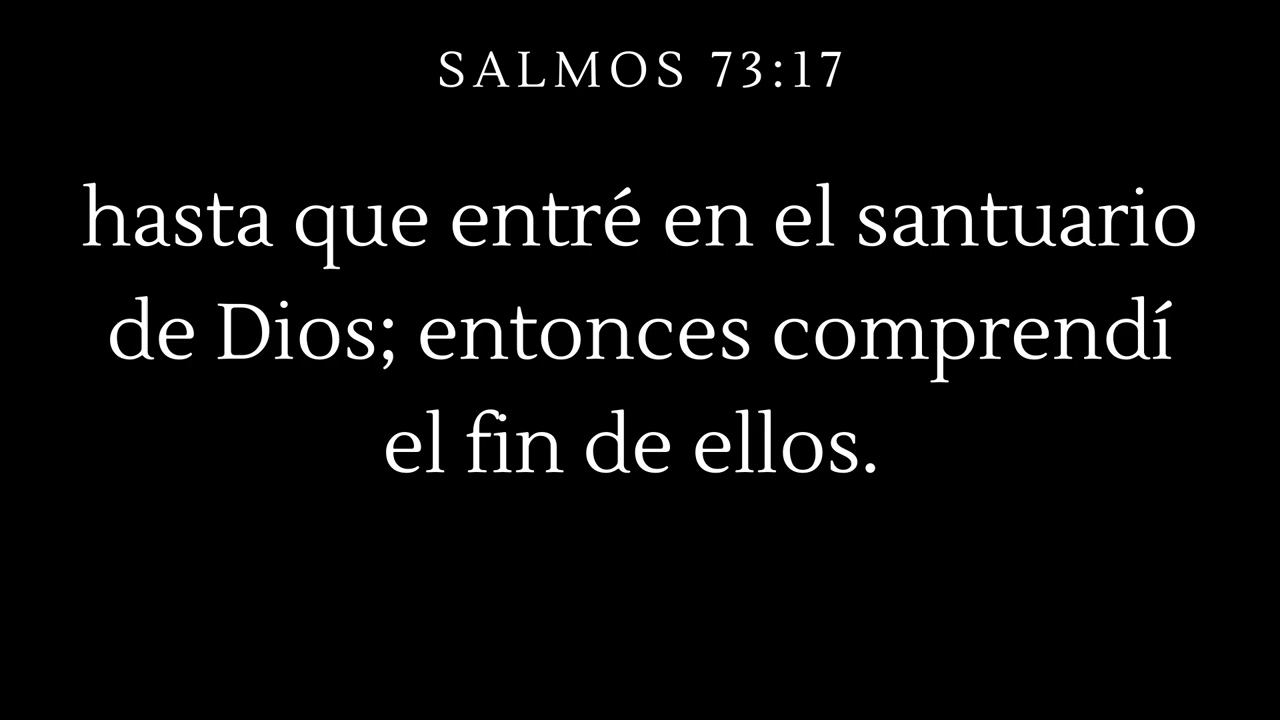 SALMOS 73:17
hasta que entré en el santuario
de Dios; entonces comprendí
el fin de ellos.